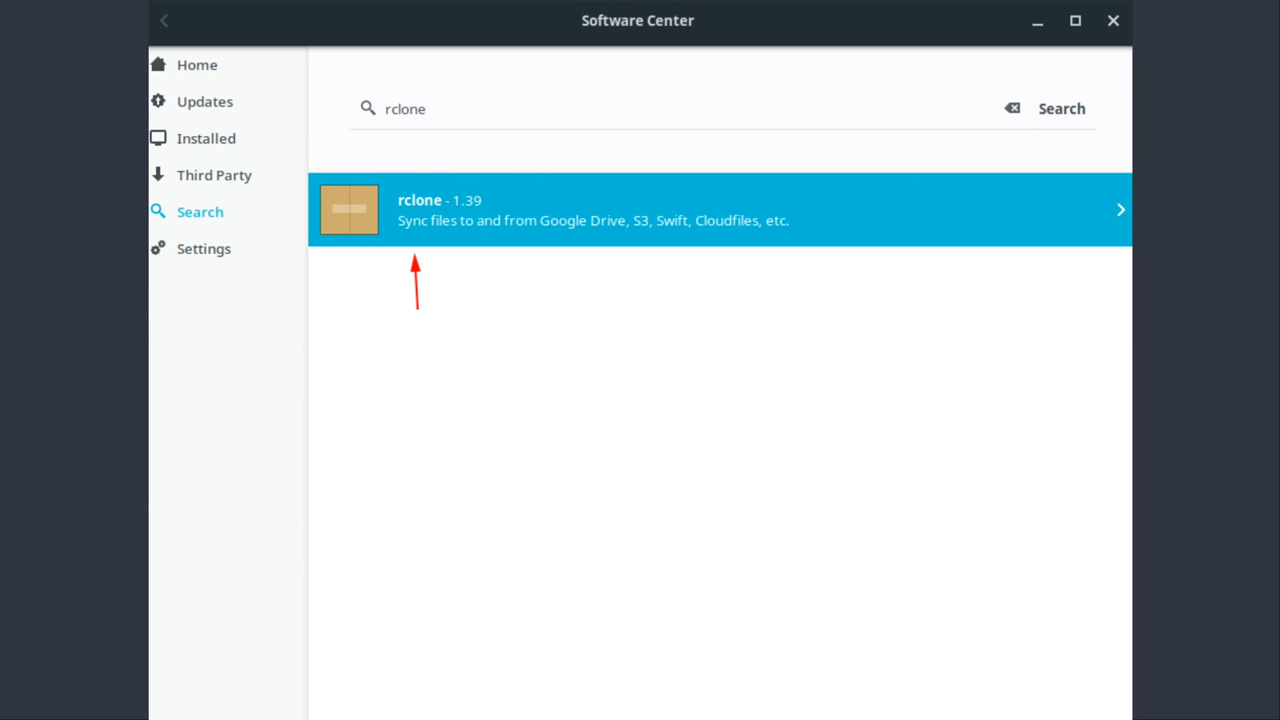 Software Center
Home
Updates
Installed
Third Party
Search
Settings
rclone
Search
rclone - 1.39
Sync files to and from Google Drive, S3, Swift, Cloudfiles, etc.